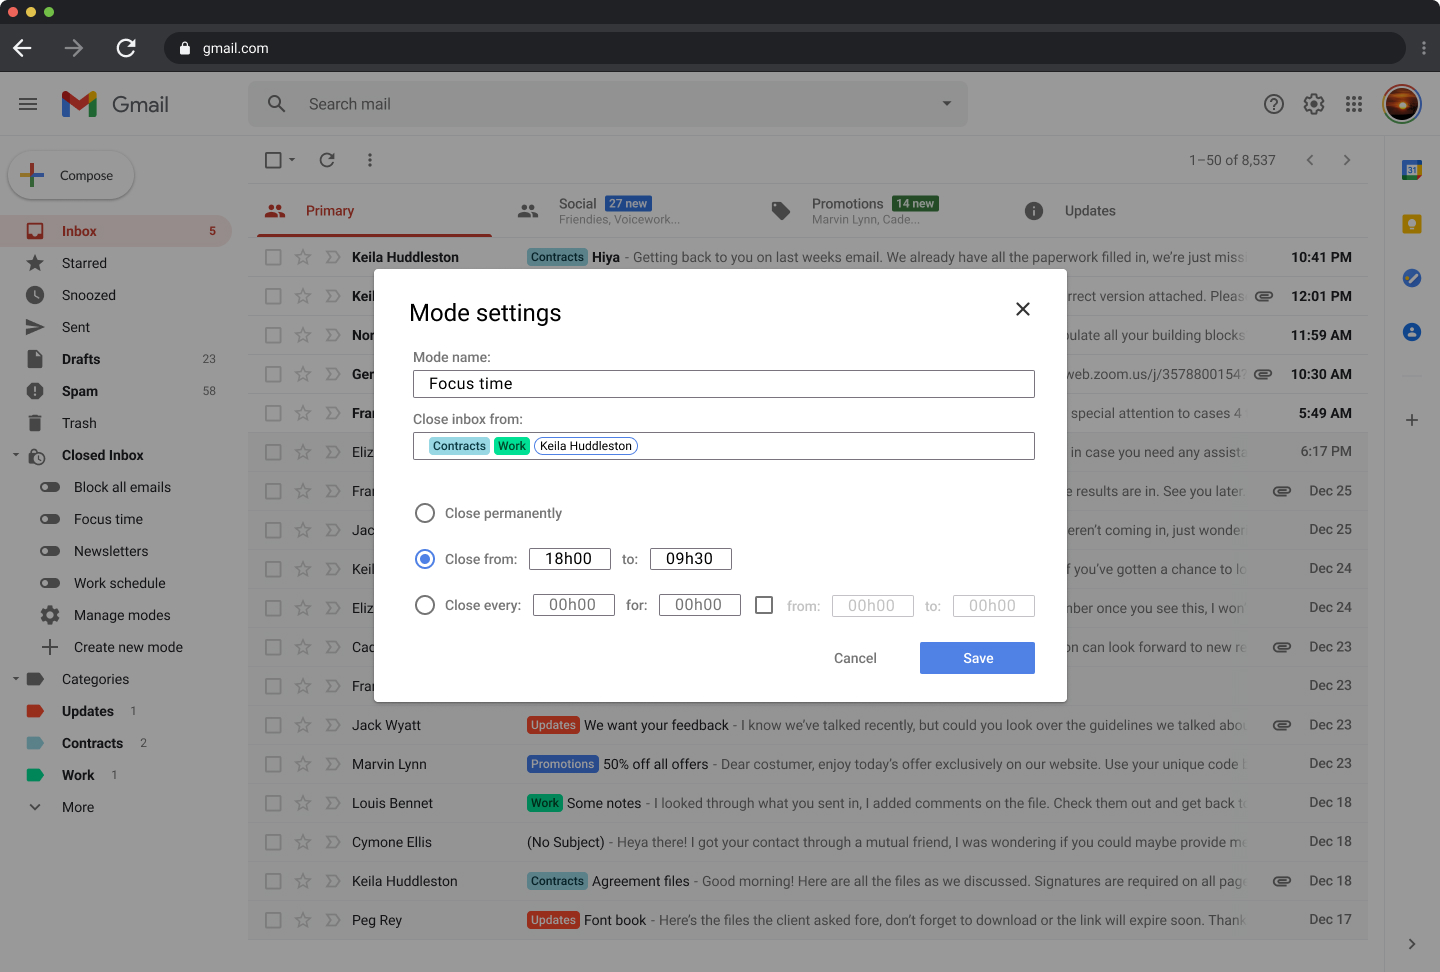 gmail.com
Gmail
Search mail
Compose
1–50 of 8,537
31
Primary
Social 27 new
Friendies, Voicework...
Promotions 14 new
Marvin Lynn, Cade...
Updates
Inbox 5
Starred
Snoozed
Sent
Drafts 23
Spam 58
Trash
Closed Inbox
Block all emails
Focus time
Newsletters
Work schedule
Manage modes
Create new mode
Categories
Updates 1
Contracts 2
Work 1
More
Keila Huddleston Contracts Hiya - Getting back to you on last weeks email. We already have all the paperwork filled in, we're just miss 10:41 PM
Keil rrect version attached. Pleas 12:01 PM
Nor ulate all your building blocks 11:59 AM
Ger web.zoom.us/j/3578800154? 10:30 AM
Frar special attention to cases 4 5:49 AM
Eliz in case you need any assista 6:17 PM
Frar e results are in. See you later. Dec 25
Jac eren't coming in, just wonder Dec 25
Keil f you've gotten a chance to lo Dec 24
Eliz nber once you see this, I won' Dec 24
Cad on can look forward to new re Dec 23
Frar Dec 23
Jack Wyatt Updates We want your feedback - I know we've talked recently, but could you look over the guidelines we talked abou Dec 23
Marvin Lynn Promotions 50% off all offers - Dear costumer, enjoy today's offer exclusively on our website. Use your unique code Dec 23
Louis Bennet Work Some notes - I looked through what you sent in, I added comments on the file. Check them out and get back t Dec 18
Cymone Ellis (No Subject) - Heya there! I got your contact through a mutual friend, I was wondering if you could maybe provide me Dec 18
Keila Huddleston Contracts Agreement files - Good morning! Here are all the files as we discussed. Signatures are required on all page Dec 18
Peg Rey Updates Font book - Here's the files the client asked fore, don't forget to download or the link will expire soon. Thank Dec 17
Mode settings
Mode name:
Focus time
Close inbox from:
Contracts Work Keila Huddleston
Close permanently
Close from: 18h00 to: 09h30
Close every: 00h00 for: 00h00 from: 00h00 to: 00h00
Cancel Save